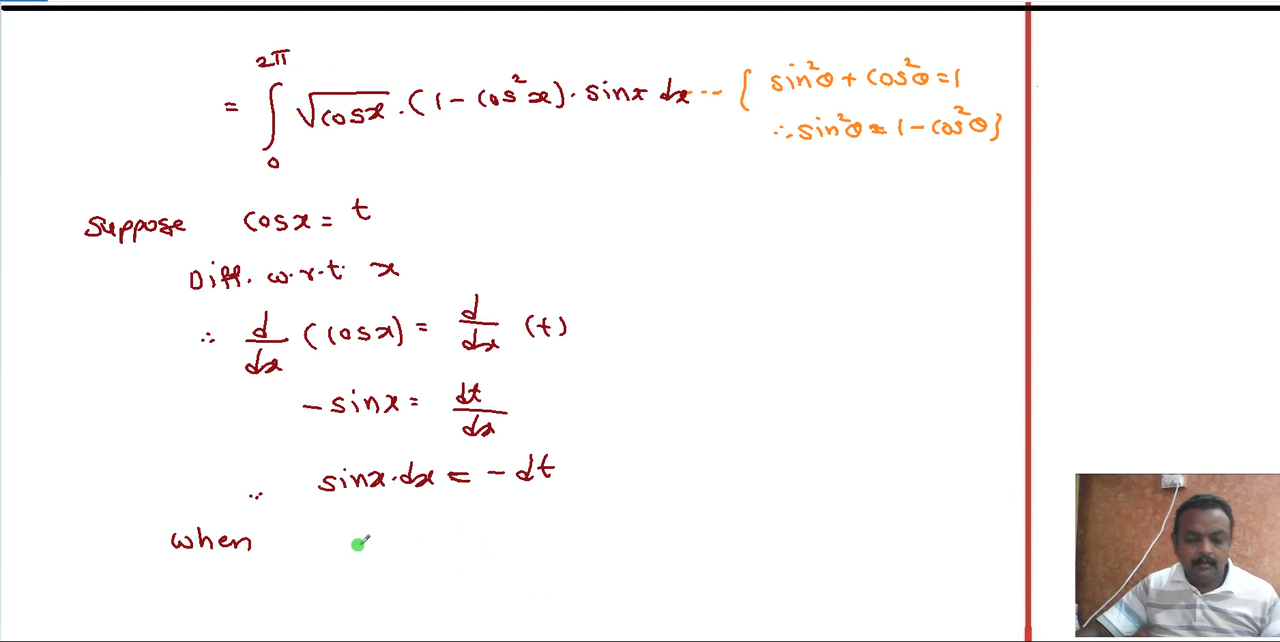 = ∫₀^2π √cosx · (1 - cos²x) · sinx dx --- { sin²θ + cos²θ = 1
∴ sin²θ = 1 - cos²θ}
Suppose cosx = t
Diff. w.r.t. x
∴ d/dx (cosx) = d/dx (t)
- sinx = dt/dx
∴ sinx.dx = - dt
when